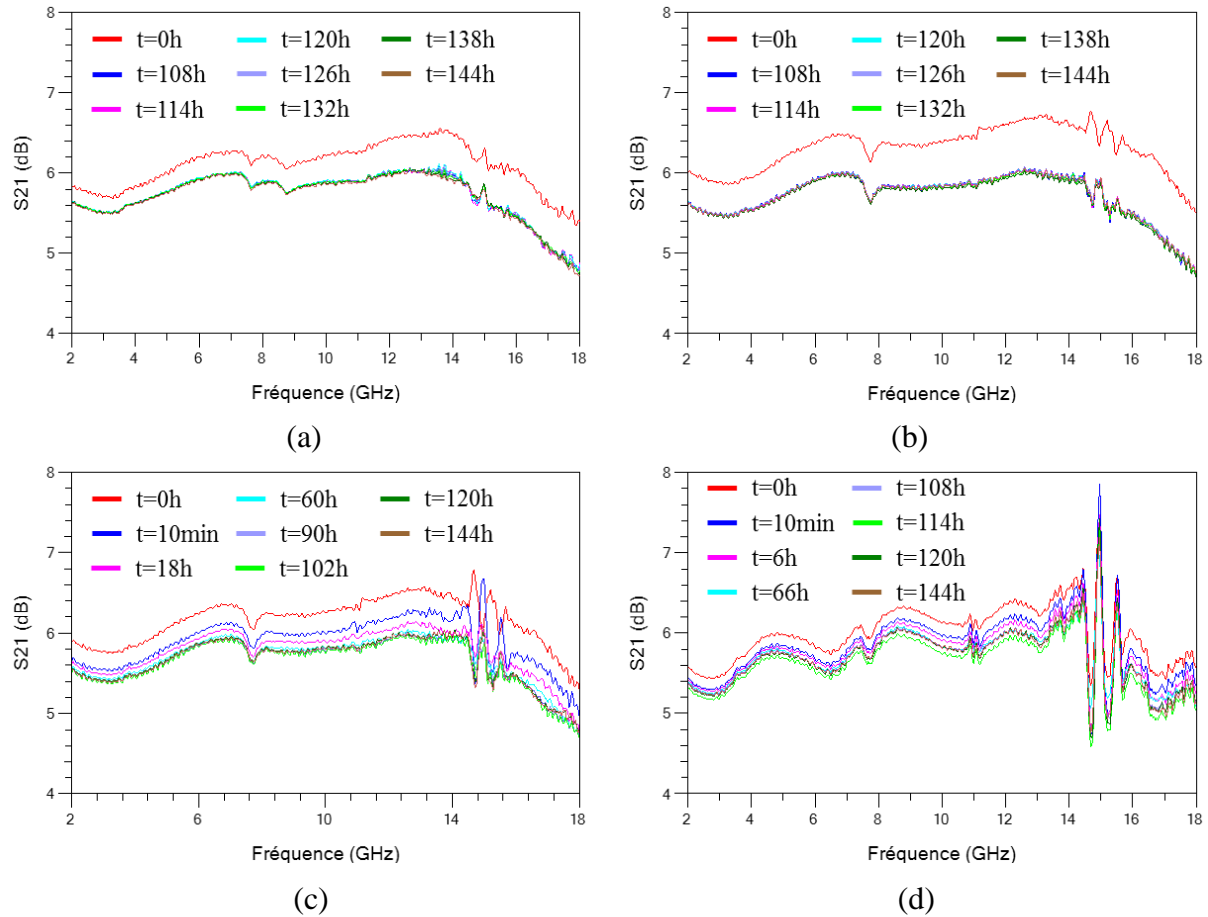 8
7
6
5
4
S21 (dB)
t=0h
t=120h
t=138h
t=108h
t=126h
t=144h
t=114h
t=132h
2 4 6 8 10 12 14 16 18
Fréquence (GHz)
(a)
8
7
6
5
4
S21 (dB)
t=0h
t=120h
t=138h
t=108h
t=126h
t=144h
t=114h
t=132h
2 4 6 8 10 12 14 16 18
Fréquence (GHz)
(b)
8
7
6
5
4
S21 (dB)
t=0h
t=60h
t=120h
t=10min
t=90h
t=144h
t=18h
t=102h
2 6 10 14 18
Fréquence (GHz)
(c)
8
7
6
5
4
S21 (dB)
t=0h
t=108h
t=10min
t=114h
t=6h
t=120h
t=66h
t=144h
2 4 6 8 10 12 14 16 18
Fréquence (GHz)
(d)